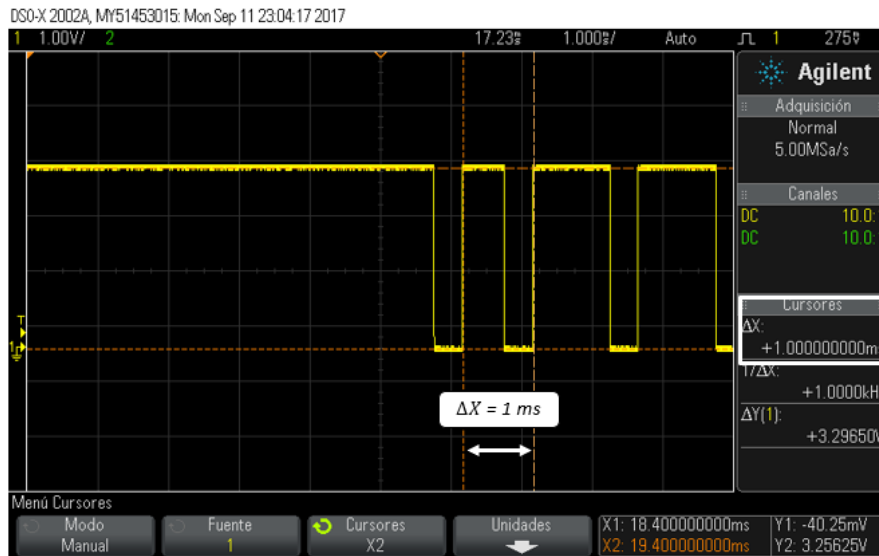 DSO-X 2002A, MY51453015: Mon Sep 11 23:04:17 2017
1 1.00V/ 2 17.23s 1.000s/ Auto 1 275
Agilent
Adquisición
Normal
5.00MSa/s
Canales
DC 10.0:
DC 10.0:
Cursores
ΔX:
+1.000000000m
1/ΔX:
+1.0000kH
ΔY(1):
+3.29650V
T
1
ΔX = 1 ms
Menú Cursores
Modo
Manual
Fuente
1
Cursores
X2
Unidades
X1: 18.400000000ms
X2: 19.400000000ms
Y1: -40.25mV
Y2: 3.25625V